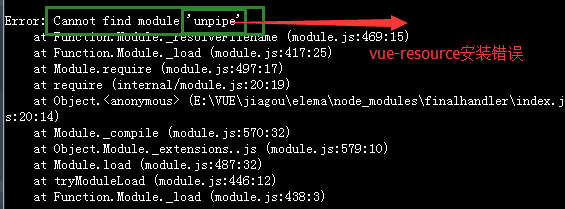 Error: Cannot find module 'unpipe'
at Function.Module._resolveFilename (module.js:469:15)
at Function.Module._load (module.js:417:25)
vue-resource安装错误
at Module.require (module.js:497:17)
at require (internal/module.js:20:19)
at Object.<anonymous> (E:\VUE\jiagou\elema\node_modules\finalhandler\index.j
s:20:14)
at Module._compile (module.js:570:32)
at Object.Module._extensions..js (module.js:579:10)
at Module.load (module.js:487:32)
at tryModuleLoad (module.js:446:12)
at Function.Module._load (module.js:438:3)